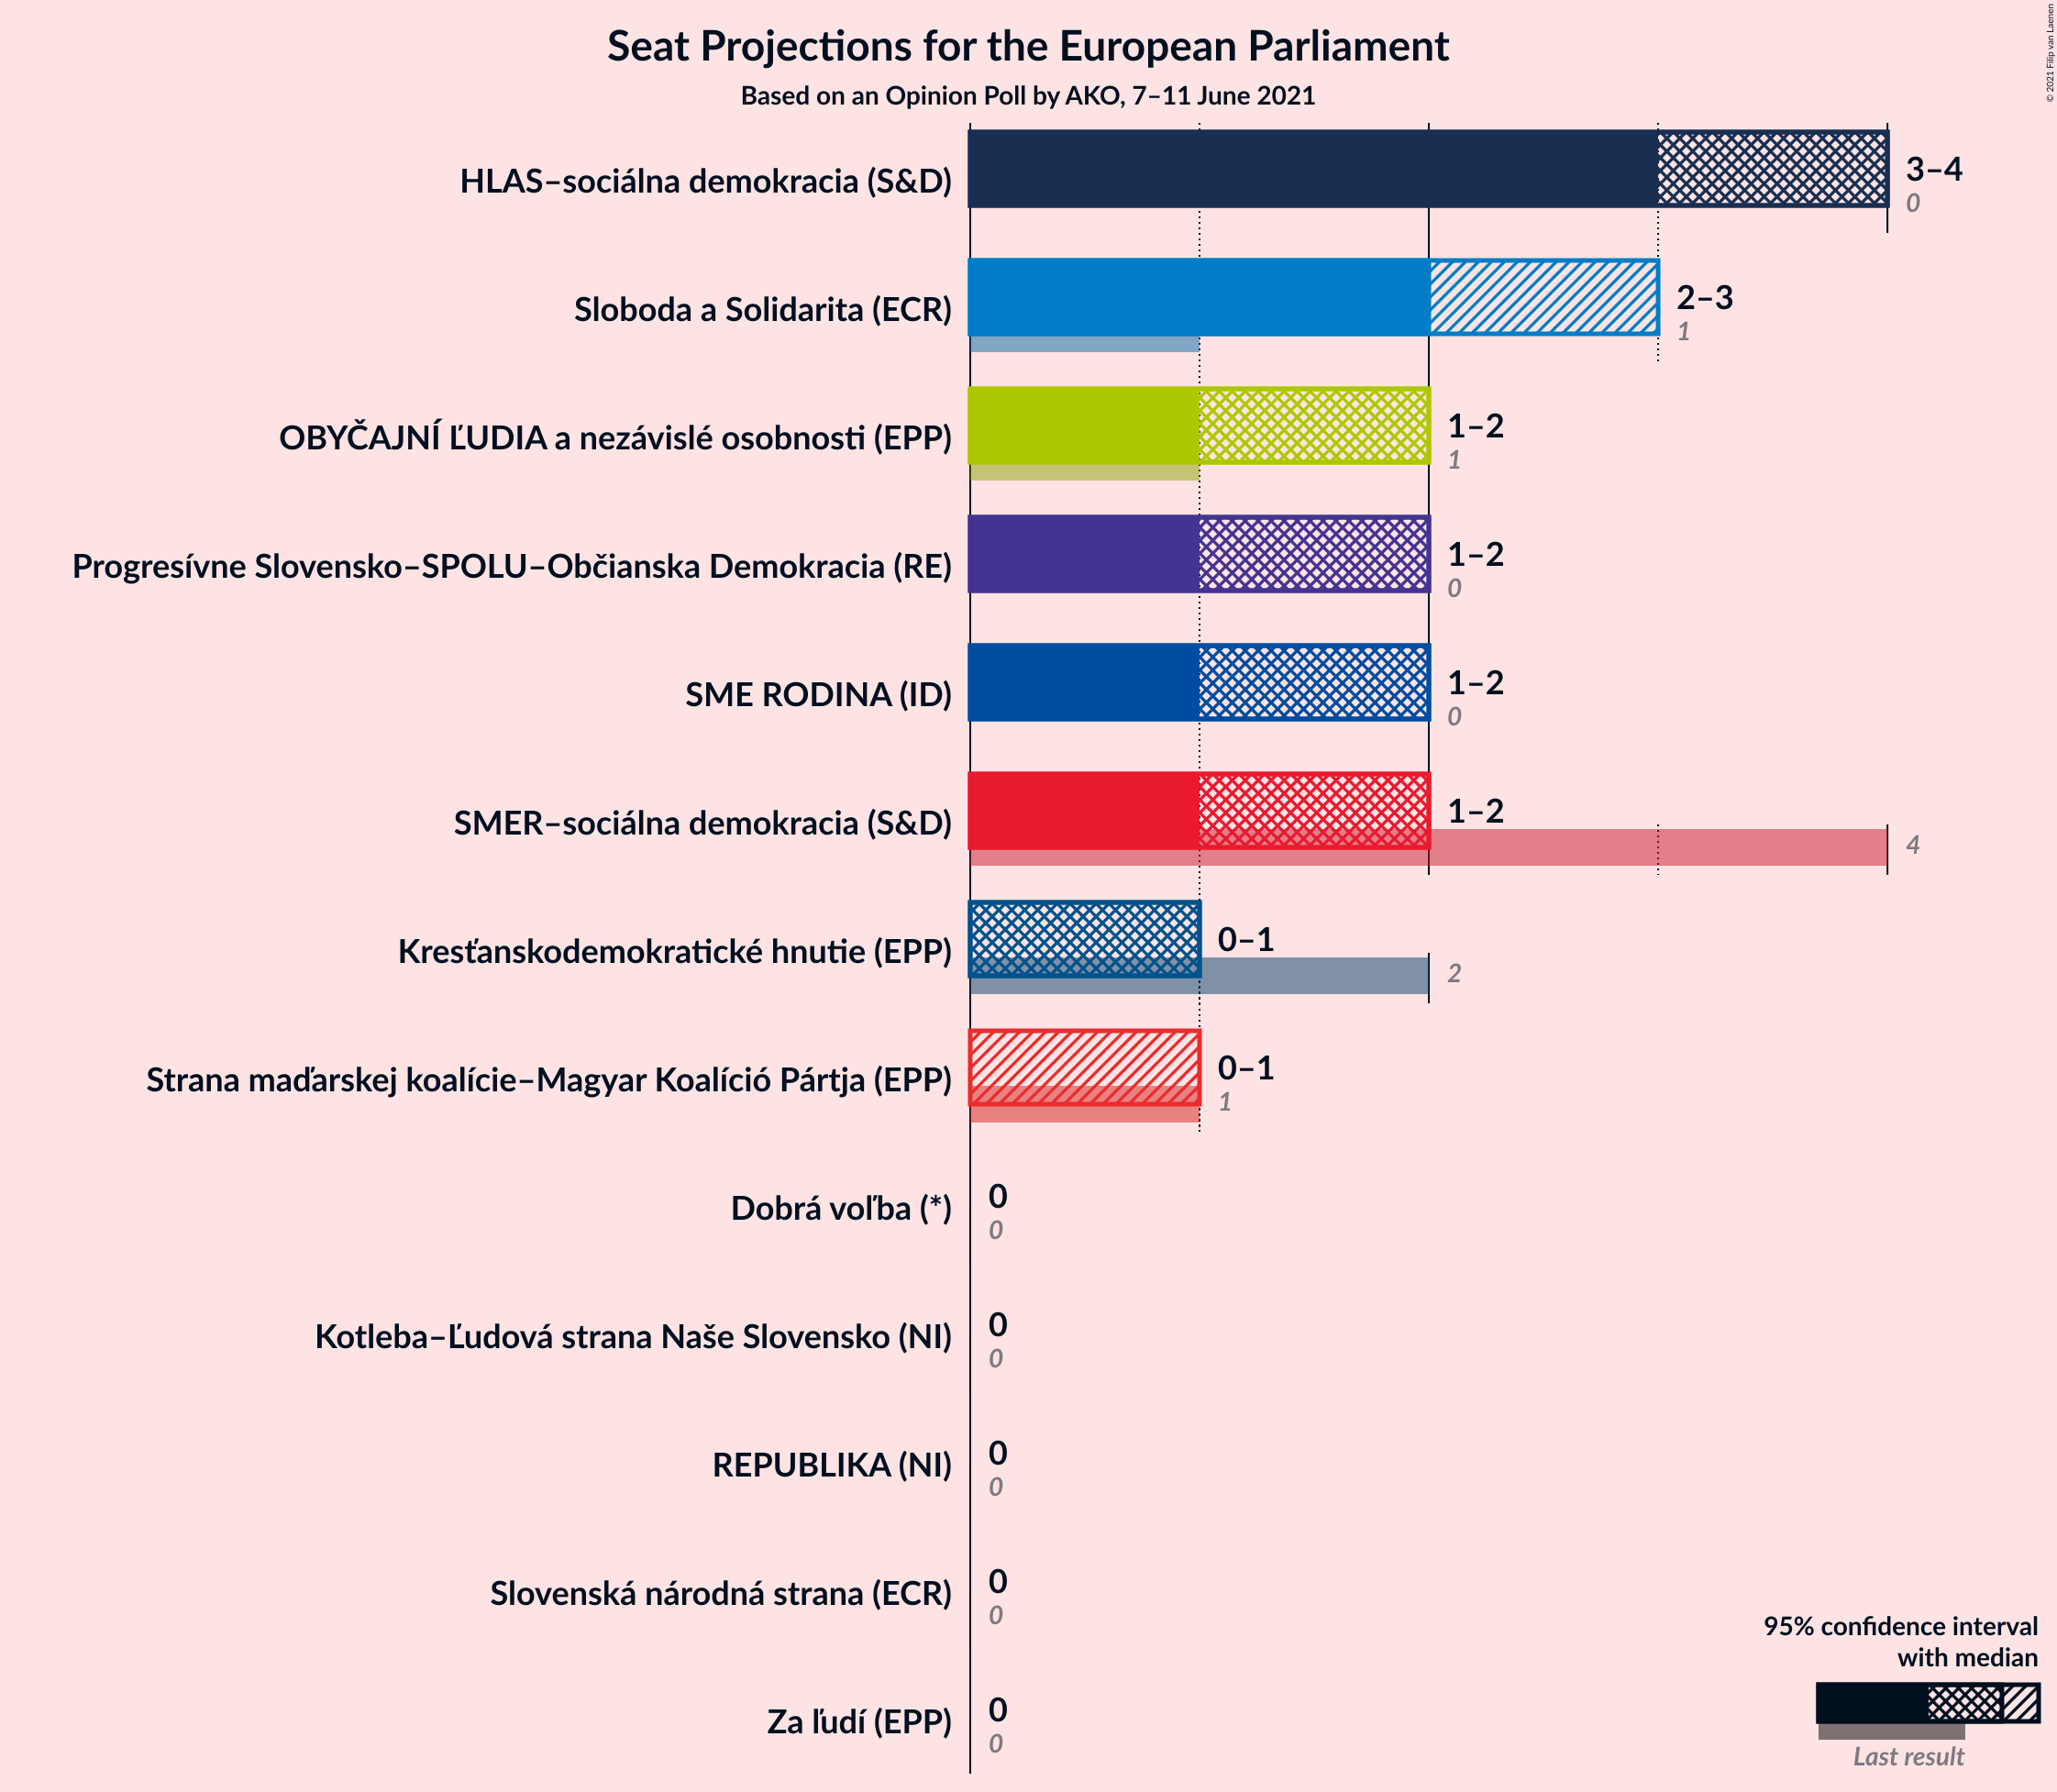 Seat Projections for the European Parliament
Based on an Opinion Poll by AKO, 7–11 June 2021
© 2021 Filip van Laenen
HLAS–sociálna demokracia (S&D)
3–4
0
Sloboda a Solidarita (ECR)
2–3
1
OBYČAJNÍ ĽUDIA a nezávislé osobnosti (EPP)
1–2
1
Progresívne Slovensko–SPOLU–Občianska Demokracia (RE)
1–2
0
SME RODINA (ID)
1–2
0
SMER–sociálna demokracia (S&D)
1–2
4
Kresťanskodemokratické hnutie (EPP)
0–1
2
Strana maďarskej koalície–Magyar Koalíció Pártja (EPP)
0–1
1
Dobrá voľba (*)
0
0
Kotleba–Ľudová strana Naše Slovensko (NI)
0
0
REPUBLIKA (NI)
0
0
Slovenská národná strana (ECR)
0
0
Za ľudí (EPP)
0
0
95% confidence interval
with median
Last result